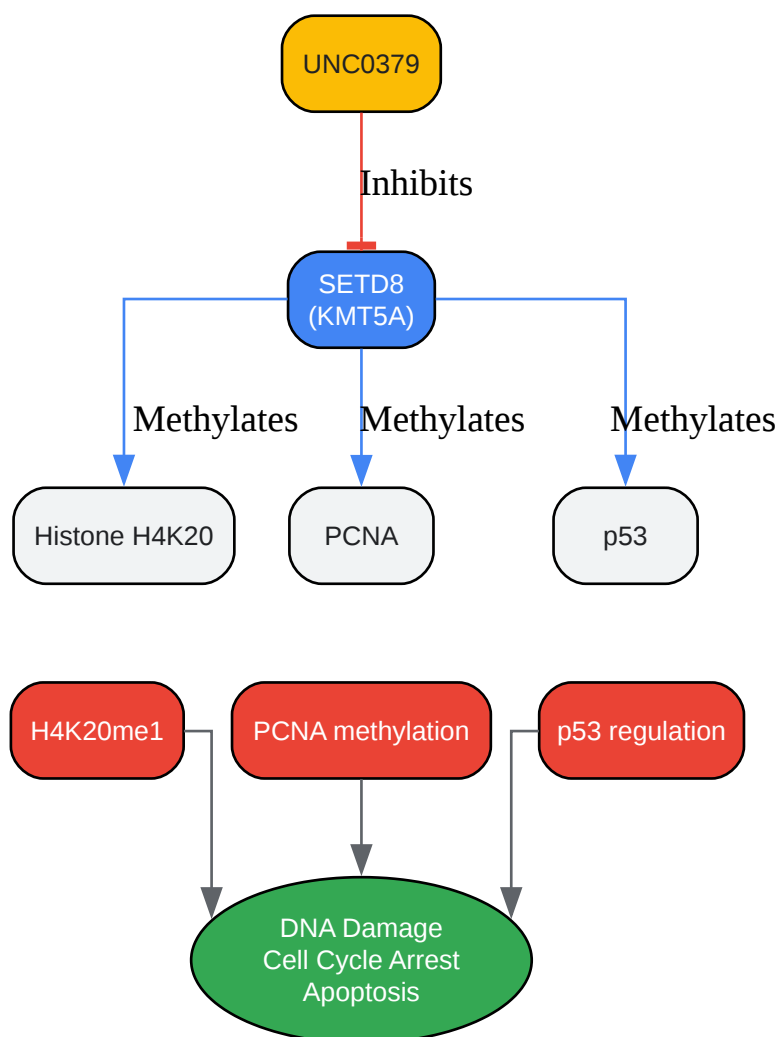 UNC0379
Inhibits
SETD8
(KMT5A)
Methylates
Methylates
Methylates
Histone H4K20
PCNA
p53
H4K20me1
PCNA methylation
p53 regulation
DNA Damage
Cell Cycle Arrest
Apoptosis